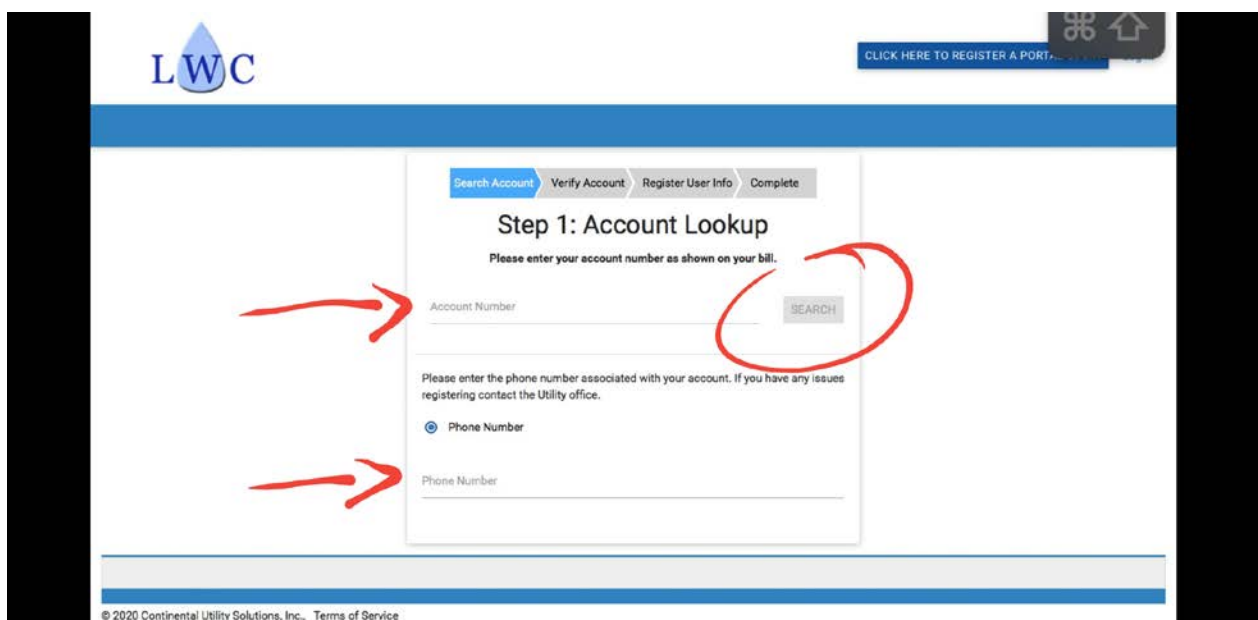 LWC
CLICK HERE TO REGISTER A
Search Account Verify Account Register User Info Complete
Step 1: Account Lookup
Please enter your account number as shown on your bill.
Account Number
SEARCH
Please enter the phone number associated with your account. If you have any issues
registering contact the Utility office.
Phone Number
Phone Number
© 2020 Continental Utility Solutions, Inc., Terms of Service